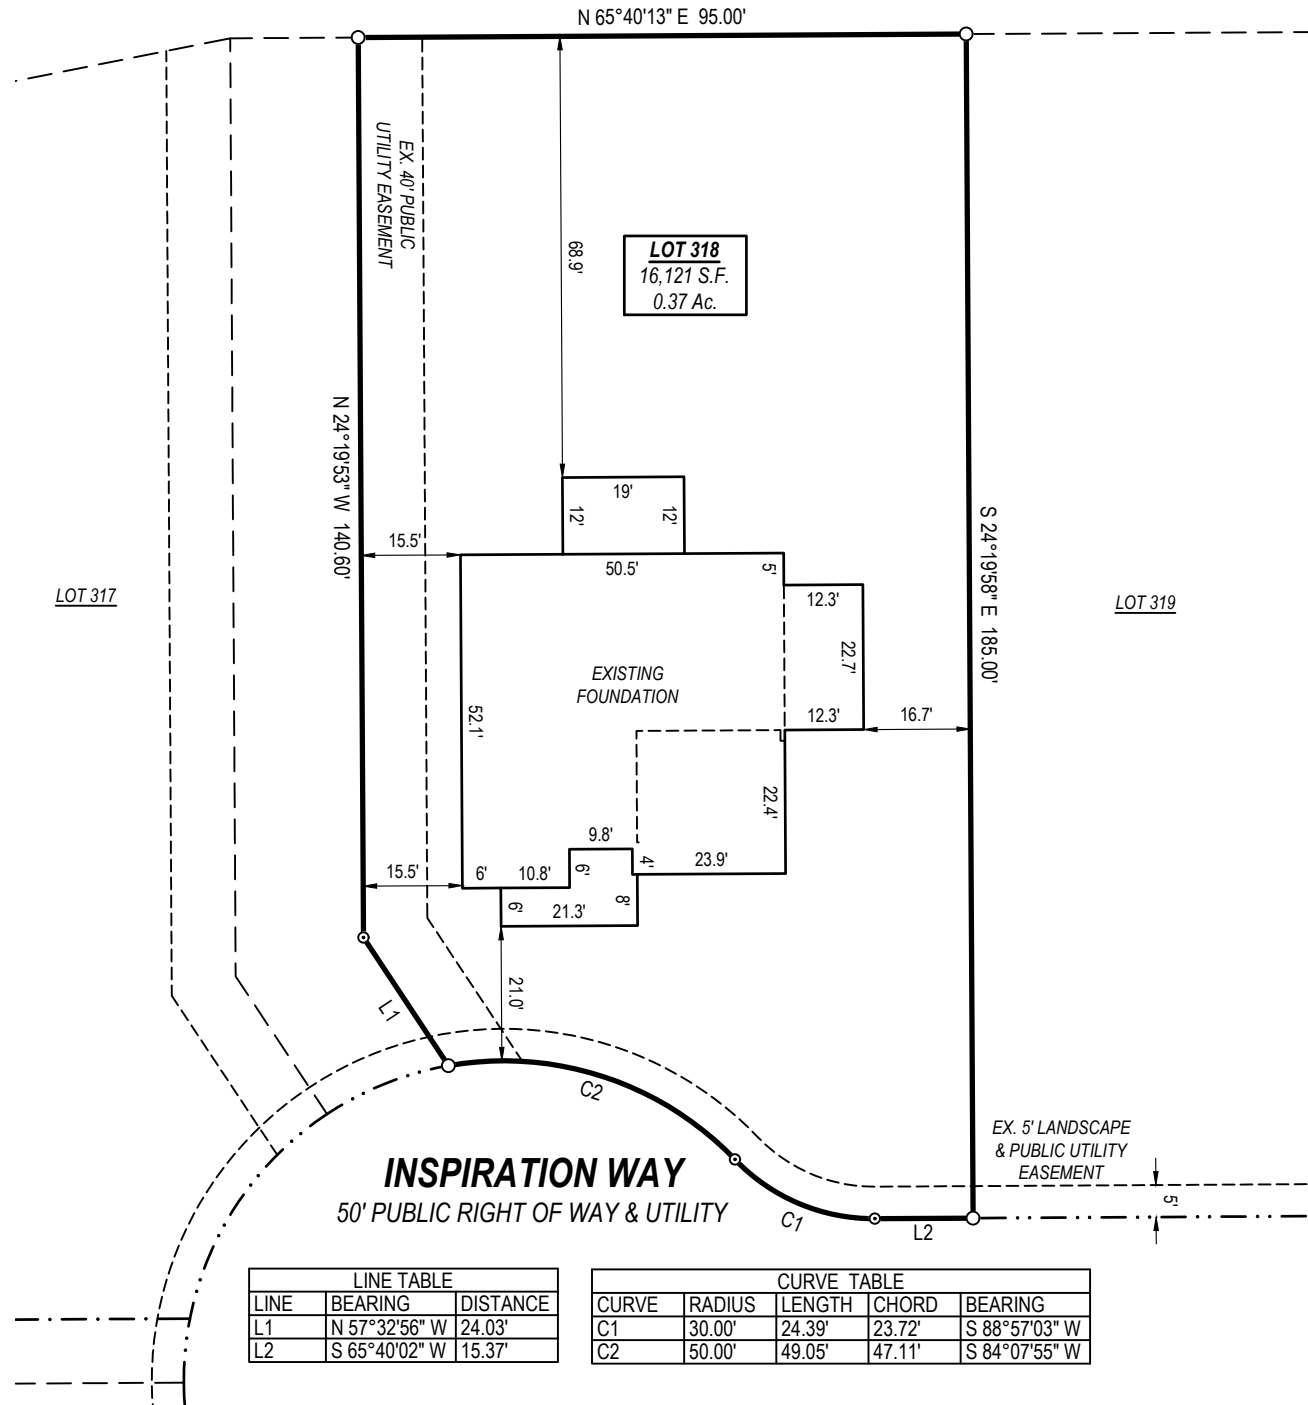 N 65°40'13" E 95.00'
EX. 40' PUBLIC
UTILITY EASEMENT
68.9'
LOT 318
16,121 S.F.
0.37 Ac.
N 24°19'53" W 140.60'
S 24°19'58" E 185.00'
19'
12'
12'
15.5'
50.5'
5'
12.3'
LOT 317
LOT 319
22.7'
EXISTING
FOUNDATION
52.1'
12.3'
16.7'
22.4'
9.8'
4'
23.9'
15.5'
6'
10.8'
6'
6'
21.3'
8'
21.0'
L1
C2
EX. 5' LANDSCAPE
& PUBLIC UTILITY
EASEMENT
INSPIRATION WAY
50' PUBLIC RIGHT OF WAY & UTILITY
C1
L2
5'
LINE TABLE
LINE BEARING DISTANCE
L1 N 57°32'56" W 24.03'
L2 S 65°40'02" W 15.37'
CURVE TABLE
CURVE RADIUS LENGTH CHORD BEARING
C1 30.00' 24.39' 23.72' S 88°57'03" W
C2 50.00' 49.05' 47.11' S 84°07'55" W